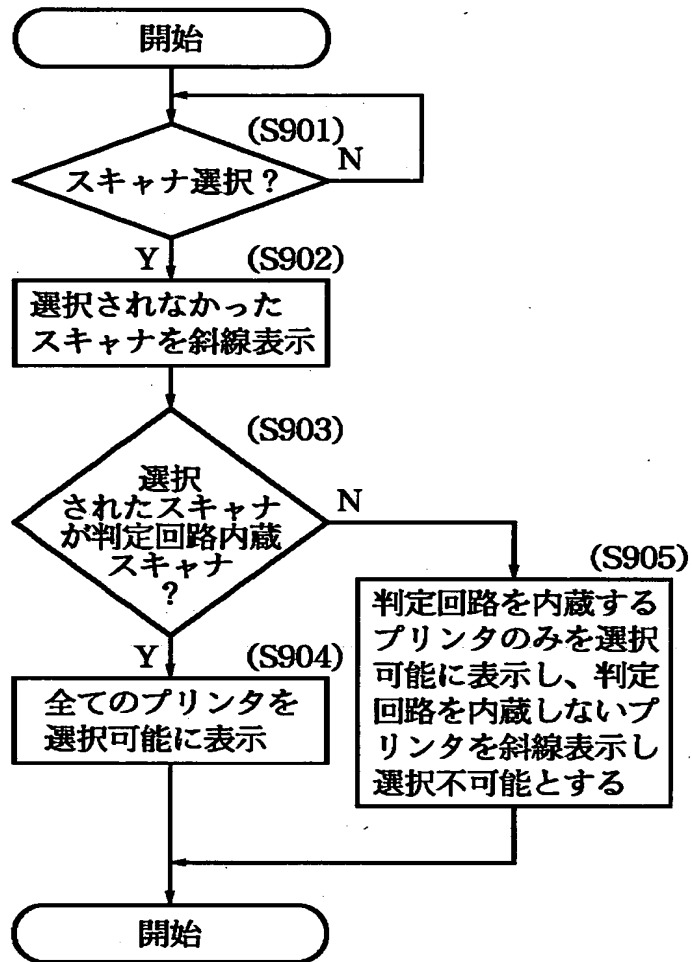 開始
(S901)
スキャナ選択?
N
Y
(S902)
選択されなかった
スキャナを斜線表示
(S903)
選択
されたスキャナ
が判定回路内蔵
スキャナ
?
N
Y
(S904)
全てのプリンタを
選択可能に表示
(S905)
判定回路を内蔵する
プリンタのみを選択
可能に表示し、判定
回路を内蔵しないプ
リンタを斜線表示し
選択不可能とする
開始